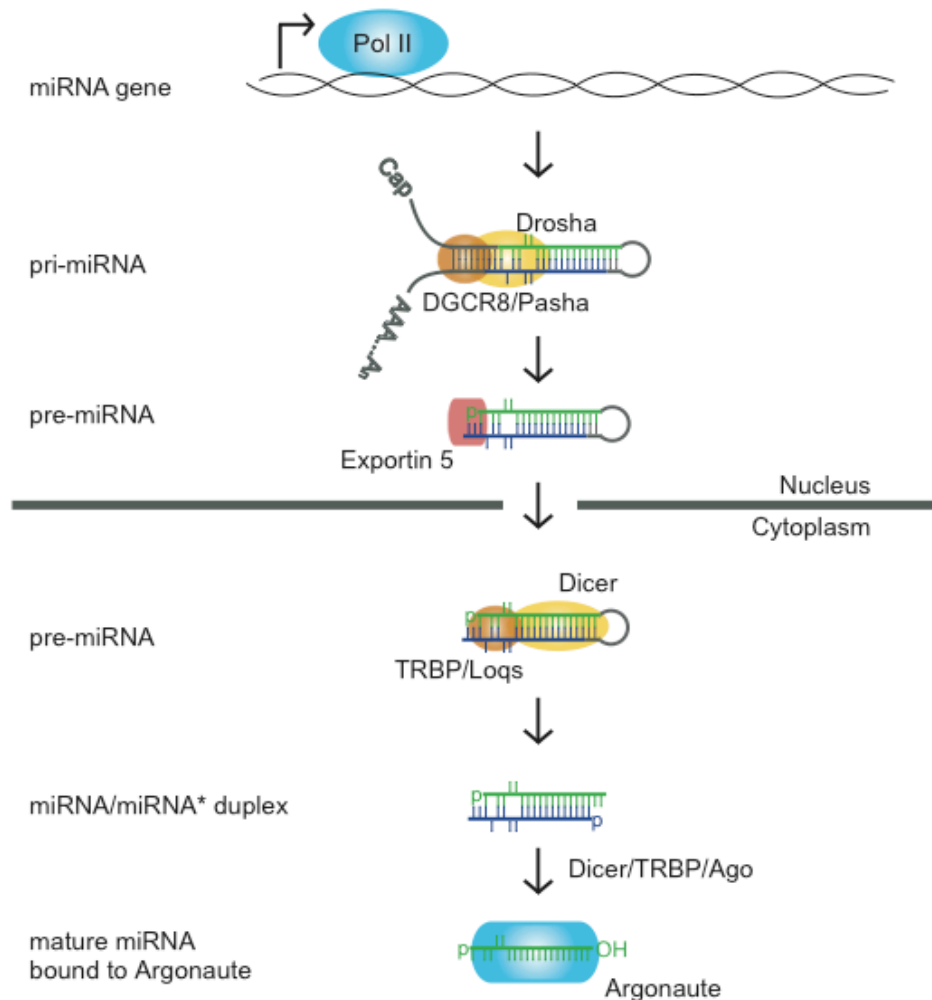 Pol II
miRNA gene
Cap
Drosha
pri-miRNA
DGCR8/Pasha
AAA...As
pre-miRNA
p
Exportin 5
Nucleus
Cytoplasm
Dicer
p
pre-miRNA
TRBP/Loqs
p
miRNA/miRNA* duplex
p
Dicer/TRBP/Ago
mature miRNA
bound to Argonaute
p
OH
Argonaute